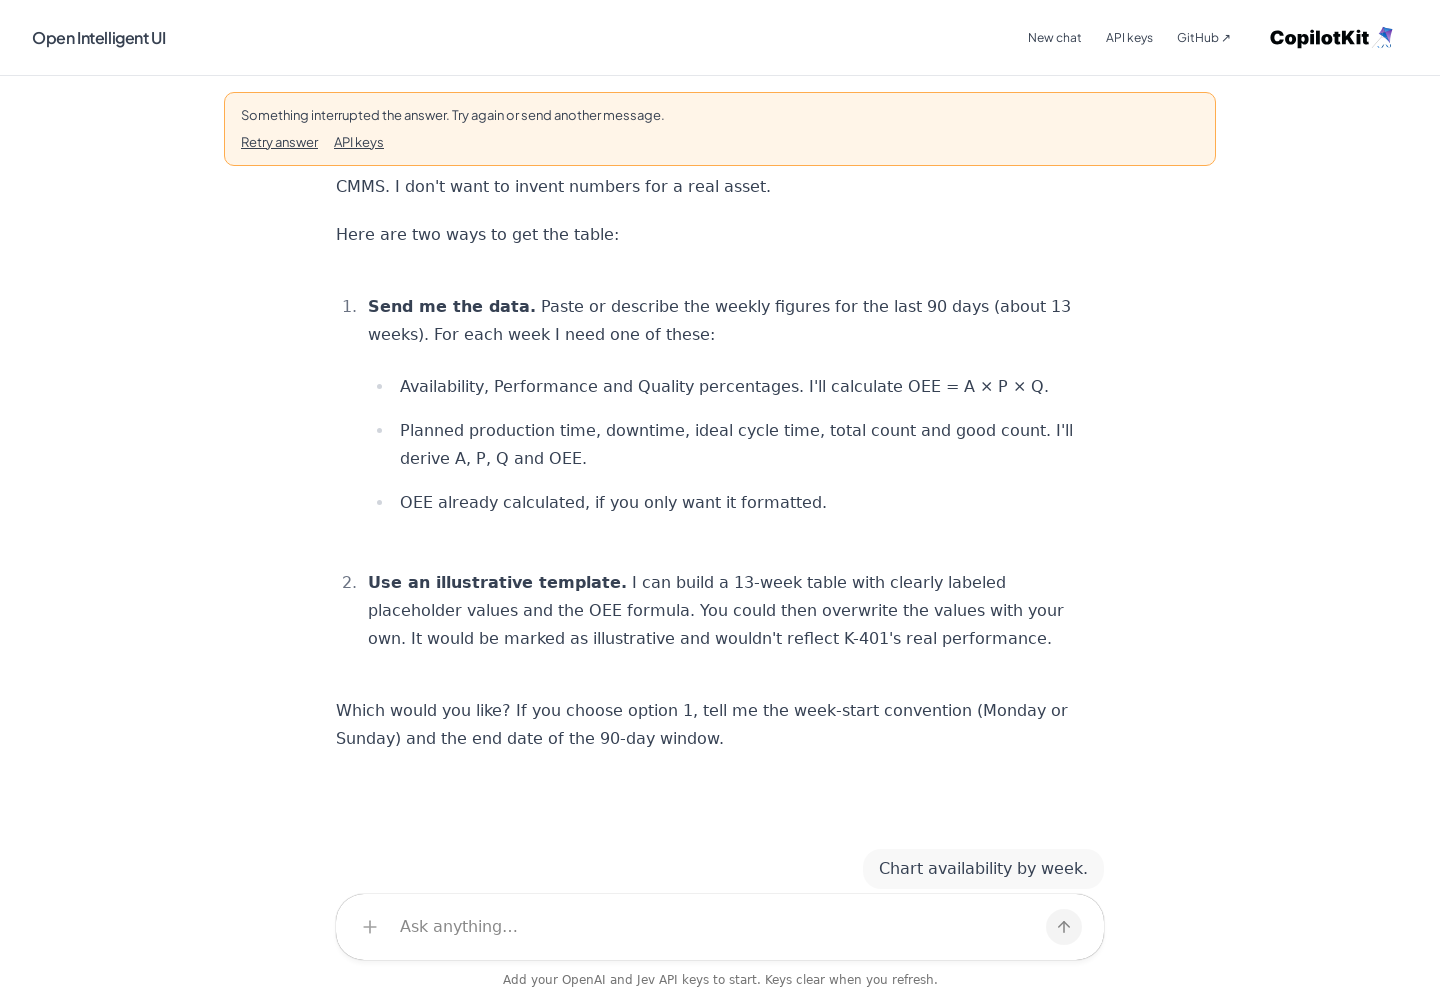 Open Intelligent UI
New chat
API keys
GitHub ↗
CopilotKit
Something interrupted the answer. Try again or send another message.
Retry answer
API keys
CMMS. I don't want to invent numbers for a real asset.
Here are two ways to get the table:
1. Send me the data. Paste or describe the weekly figures for the last 90 days (about 13
weeks). For each week I need one of these:
• Availability, Performance and Quality percentages. I'll calculate OEE = A × P × Q.
• Planned production time, downtime, ideal cycle time, total count and good count. I'll
derive A, P, Q and OEE.
• OEE already calculated, if you only want it formatted.
2. Use an illustrative template. I can build a 13-week table with clearly labeled
placeholder values and the OEE formula. You could then overwrite the values with your
own. It would be marked as illustrative and wouldn't reflect K-401's real performance.
Which would you like? If you choose option 1, tell me the week-start convention (Monday or
Sunday) and the end date of the 90-day window.
Chart availability by week.
Ask anything...
Add your OpenAI and Jev API keys to start. Keys clear when you refresh.